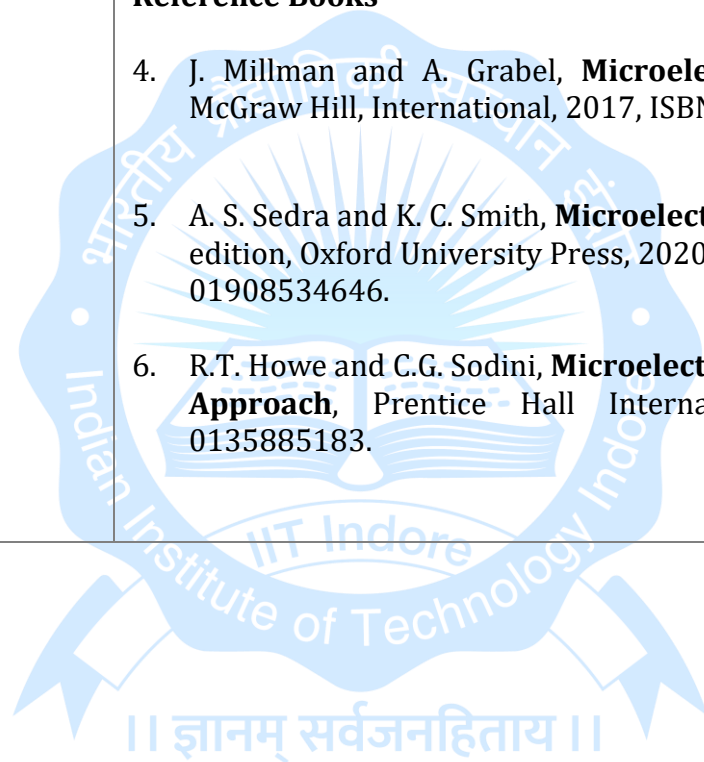 Reference Books
4. J. Millman and A. Grabel, Microele
McGraw Hill, International, 2017, ISBN
5. A. S. Sedra and K. C. Smith, Microelect
edition, Oxford University Press, 2020
01908534646.
6. R.T. Howe and C.G. Sodini, Microelect
Approach, Prentice Hall Interna
0135885183.
भारतीय प्रौद्योगिकी संस्थान इंदौर
Indian Institute of Technology Indore
IIT Indore
।। ज्ञानम् सर्वजनहिताय ।।